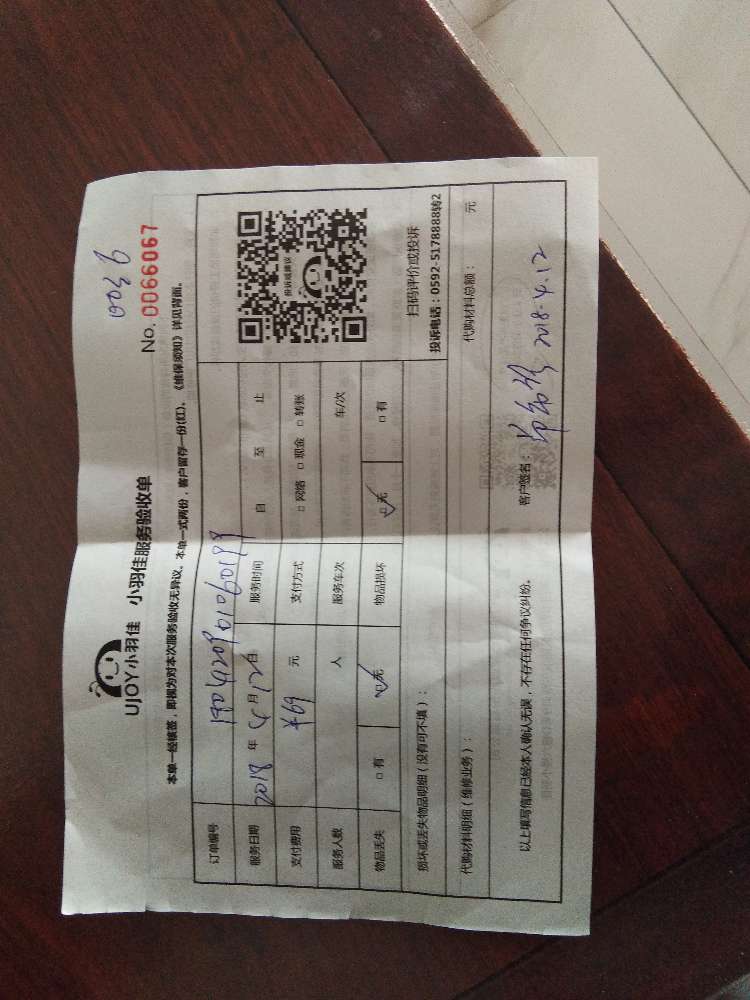 UJOY小羽佳 小羽佳服务验收单
No. 0066067
本单一经核签，即视为对本次服务验收无异议。本单一式两份，客户留存一份(红)。《维保须知》详见背面。
订单编号
服务日期 2018 年 4 月 12 日 服务时间 自 至 止
支付费用 ¥69 元 支付方式 □ 网络 □ 现金 □ 转账
服务人数 人 服务车次 车/次
物品丢失 □ 有 ☑ 无 物品损坏 ☑ 无 □ 有
投诉或建议
扫码评价或投诉
投诉电话：0592-5178888转2
损坏或丢失物品明细（没有可不填）：
代购材料明细（维修业务）： 代购材料总额： 元
以上填写信息已经本人确认无误，不存在任何争议纠纷。 客户签名： 2018.4.12